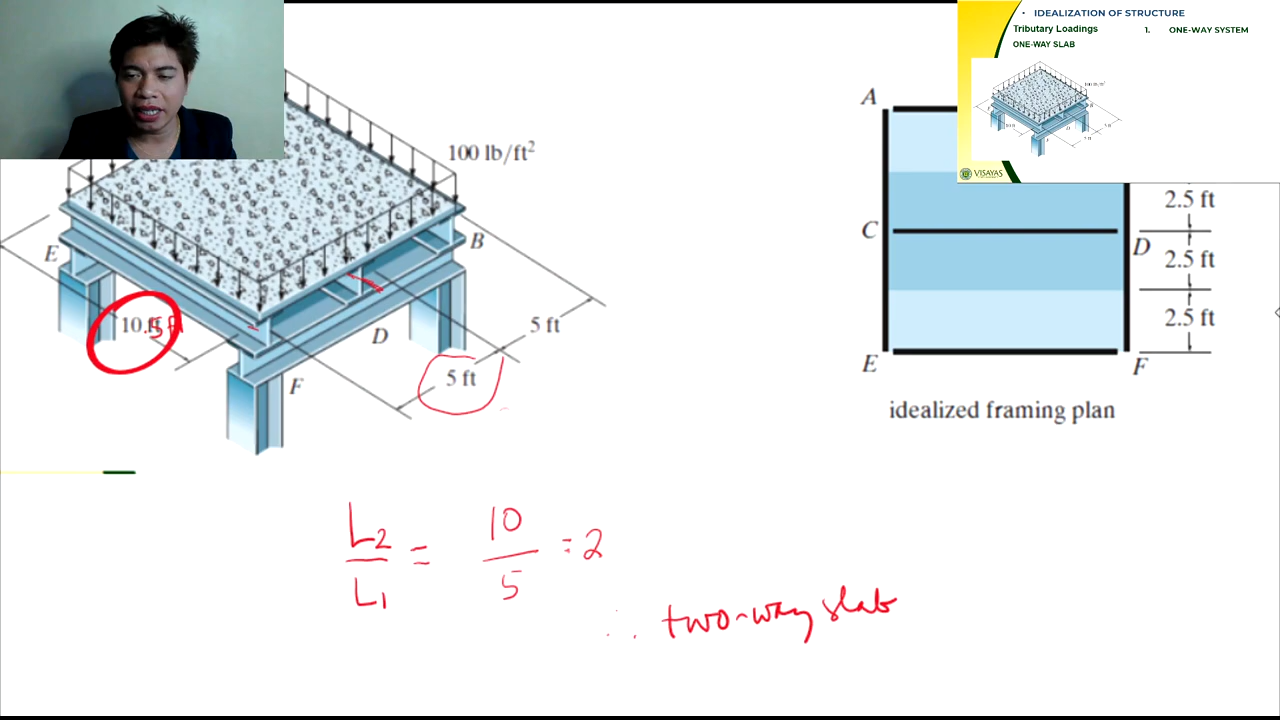 • IDEALIZATION OF STRUCTURE
Tributary Loadings
1. ONE-WAY SYSTEM
ONE-WAY SLAB
VISAYAS
100 lb/ft²
A
B
C
D
E
F
10 ft
.5 ft
5 ft
5 ft
E
D
F
2.5 ft
2.5 ft
2.5 ft
idealized framing plan
L2/L1 = 10/5 = 2
∴ two-way slab